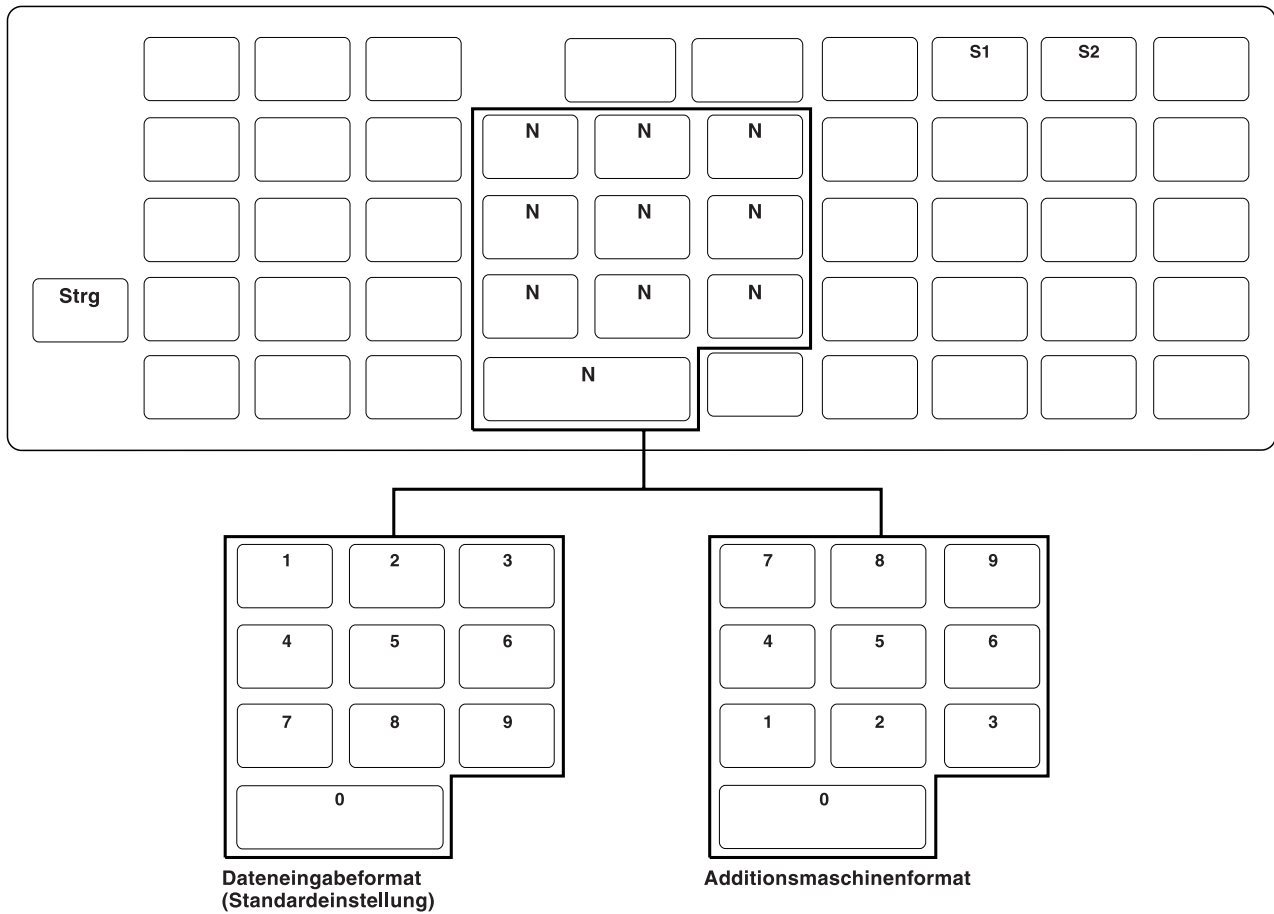 S1 S2
N N N
N N N
Strg N N N
N
1 2 3 7 8 9
4 5 6 4 5 6
7 8 9 1 2 3
0 0
Dateneingabeformat
(Standardeinstellung)
Additionsmaschinenformat